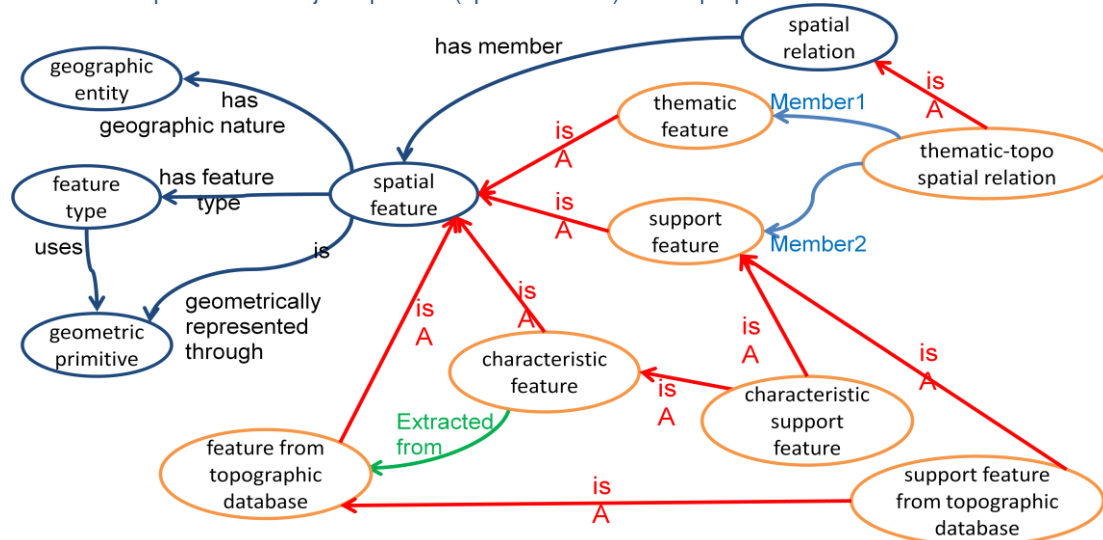 spatial
relation
has member
geographic
entity
has
geographic nature
thematic
feature
Member1
is
A
thematic-topo
spatial relation
is
A
feature
type
has feature
type
spatial
feature
is
A
support
feature
Member2
uses
is
geometrically
represented
through
geometric
primitive
is
A
is
A
characteristic
feature
is
A
is
A
characteristic
support
feature
is
A
Extracted
from
feature from
topographic
database
is
A
support feature
from topographic
database